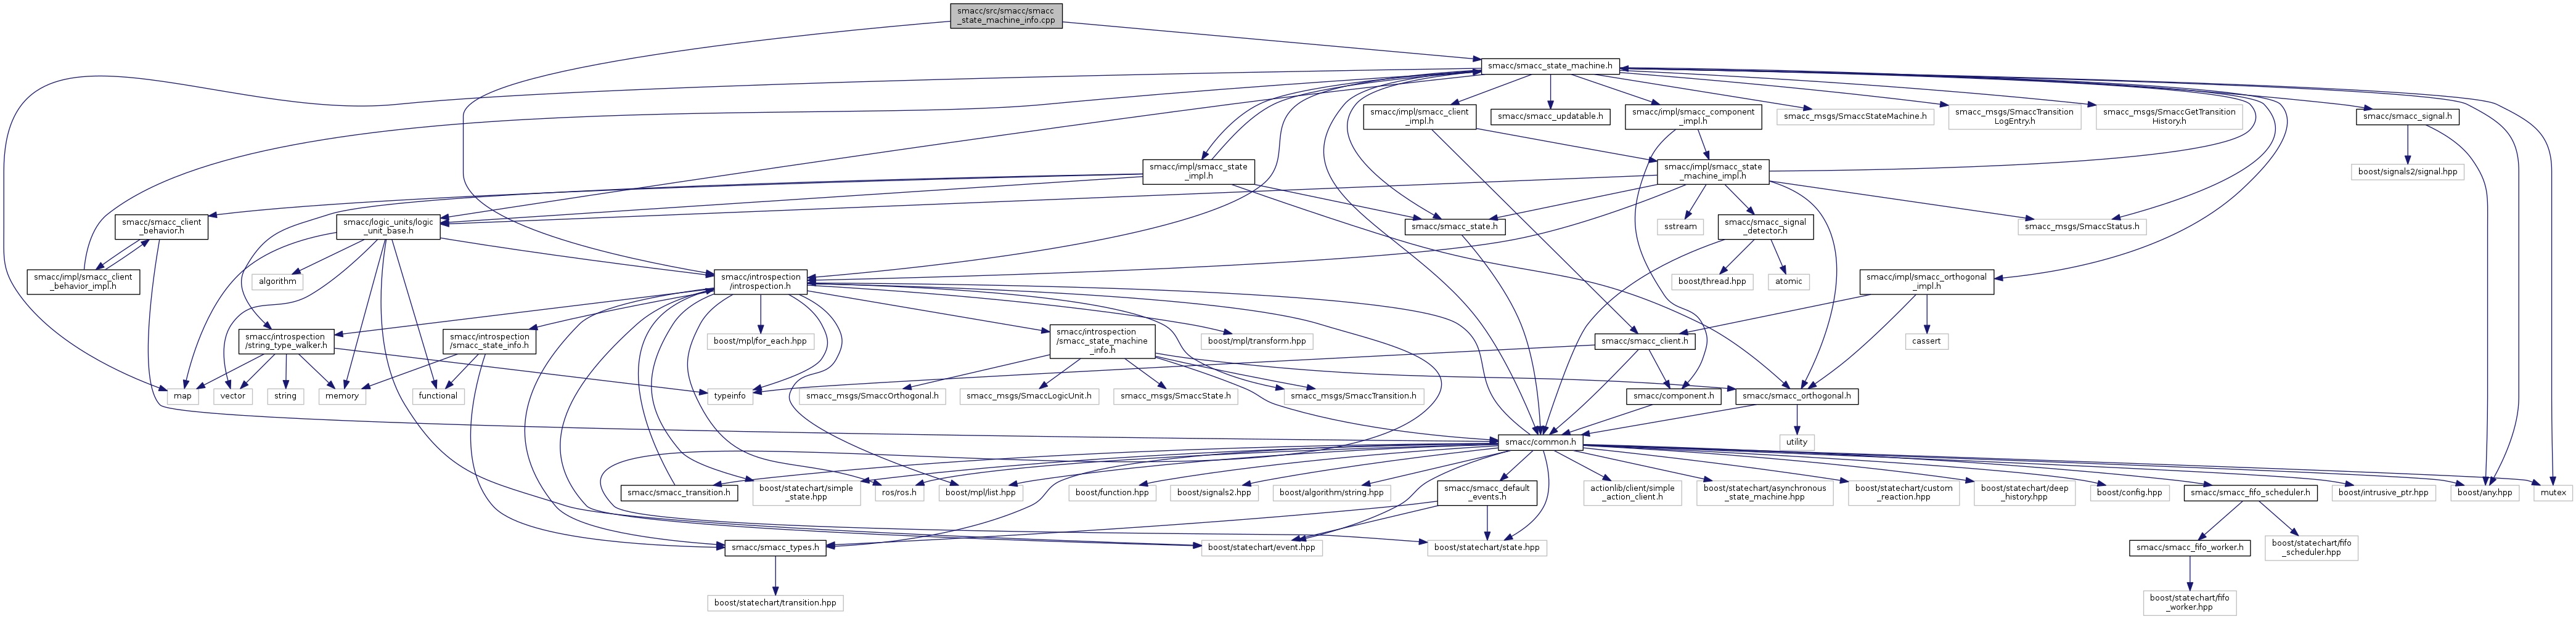 smacc/src/smacc/smacc
_state_machine_info.cpp
smacc/smacc_state_machine.h
smacc/impl/smacc_client
_impl.h
smacc/smacc_updatable.h
smacc/impl/smacc_component
_impl.h
smacc_msgs/SmaccStateMachine.h
smacc_msgs/SmaccTransition
LogEntry.h
smacc_msgs/SmaccGetTransition
History.h
smacc/smacc_signal.h
smacc/impl/smacc_state
_impl.h
smacc/impl/smacc_state
_machine_impl.h
boost/signals2/signal.hpp
smacc/smacc_client
_behavior.h
smacc/logic_units/logic
_unit_base.h
smacc/smacc_state.h
sstream
smacc/smacc_signal
_detector.h
smacc_msgs/SmaccStatus.h
smacc/impl/smacc_client
_behavior_impl.h
algorithm
smacc/introspection
/introspection.h
boost/thread.hpp
atomic
smacc/impl/smacc_orthogonal
_impl.h
smacc/introspection
/string_type_walker.h
smacc/introspection
/smacc_state_info.h
boost/mpl/for_each.hpp
smacc/introspection
/smacc_state_machine
_info.h
boost/mpl/transform.hpp
smacc/smacc_client.h
cassert
map
vector
string
memory
functional
typeinfo
smacc_msgs/SmaccOrthogonal.h
smacc_msgs/SmaccLogicUnit.h
smacc_msgs/SmaccState.h
smacc_msgs/SmaccTransition.h
smacc/component.h
smacc/smacc_orthogonal.h
smacc/common.h
utility
smacc/smacc_transition.h
boost/statechart/simple
_state.hpp
ros/ros.h
boost/mpl/list.hpp
boost/function.hpp
boost/signals2.hpp
boost/algorithm/string.hpp
smacc/smacc_default
_events.h
actionlib/client/simple
_action_client.h
boost/statechart/asynchronous
_state_machine.hpp
boost/statechart/custom
_reaction.hpp
boost/statechart/deep
_history.hpp
boost/config.hpp
smacc/smacc_fifo_scheduler.h
boost/intrusive_ptr.hpp
boost/any.hpp
mutex
smacc/smacc_types.h
boost/statechart/event.hpp
boost/statechart/state.hpp
smacc/smacc_fifo_worker.h
boost/statechart/fifo
_scheduler.hpp
boost/statechart/transition.hpp
boost/statechart/fifo
_worker.hpp